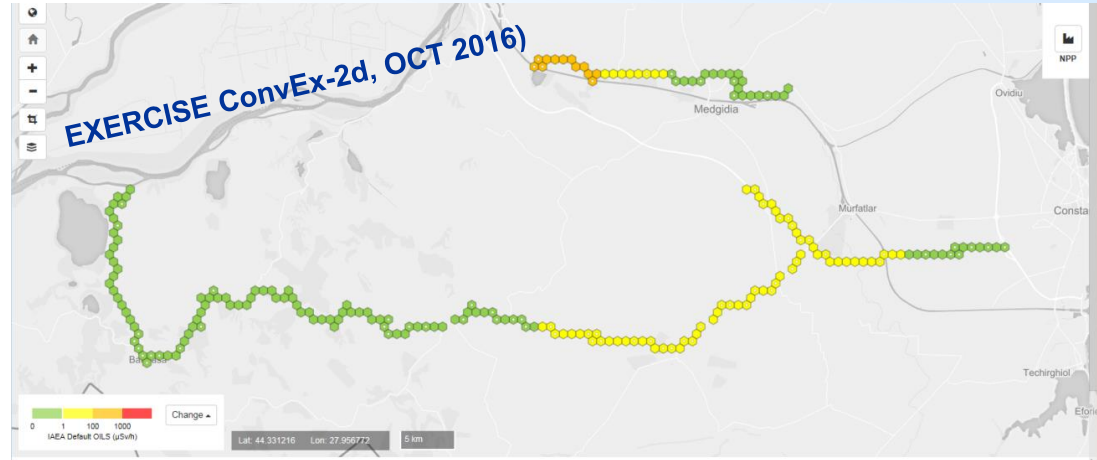 EXERCISE ConvEx-2d, OCT 2016)
NPP
Ovidiu
Medgidia
Murfatlar
Consta
Techirghiol
Eforie
Change
0 1 100 1000
IAEA Default OILS (µSv/h)
Lat: 44.331216 Lon: 27.956772
5 km